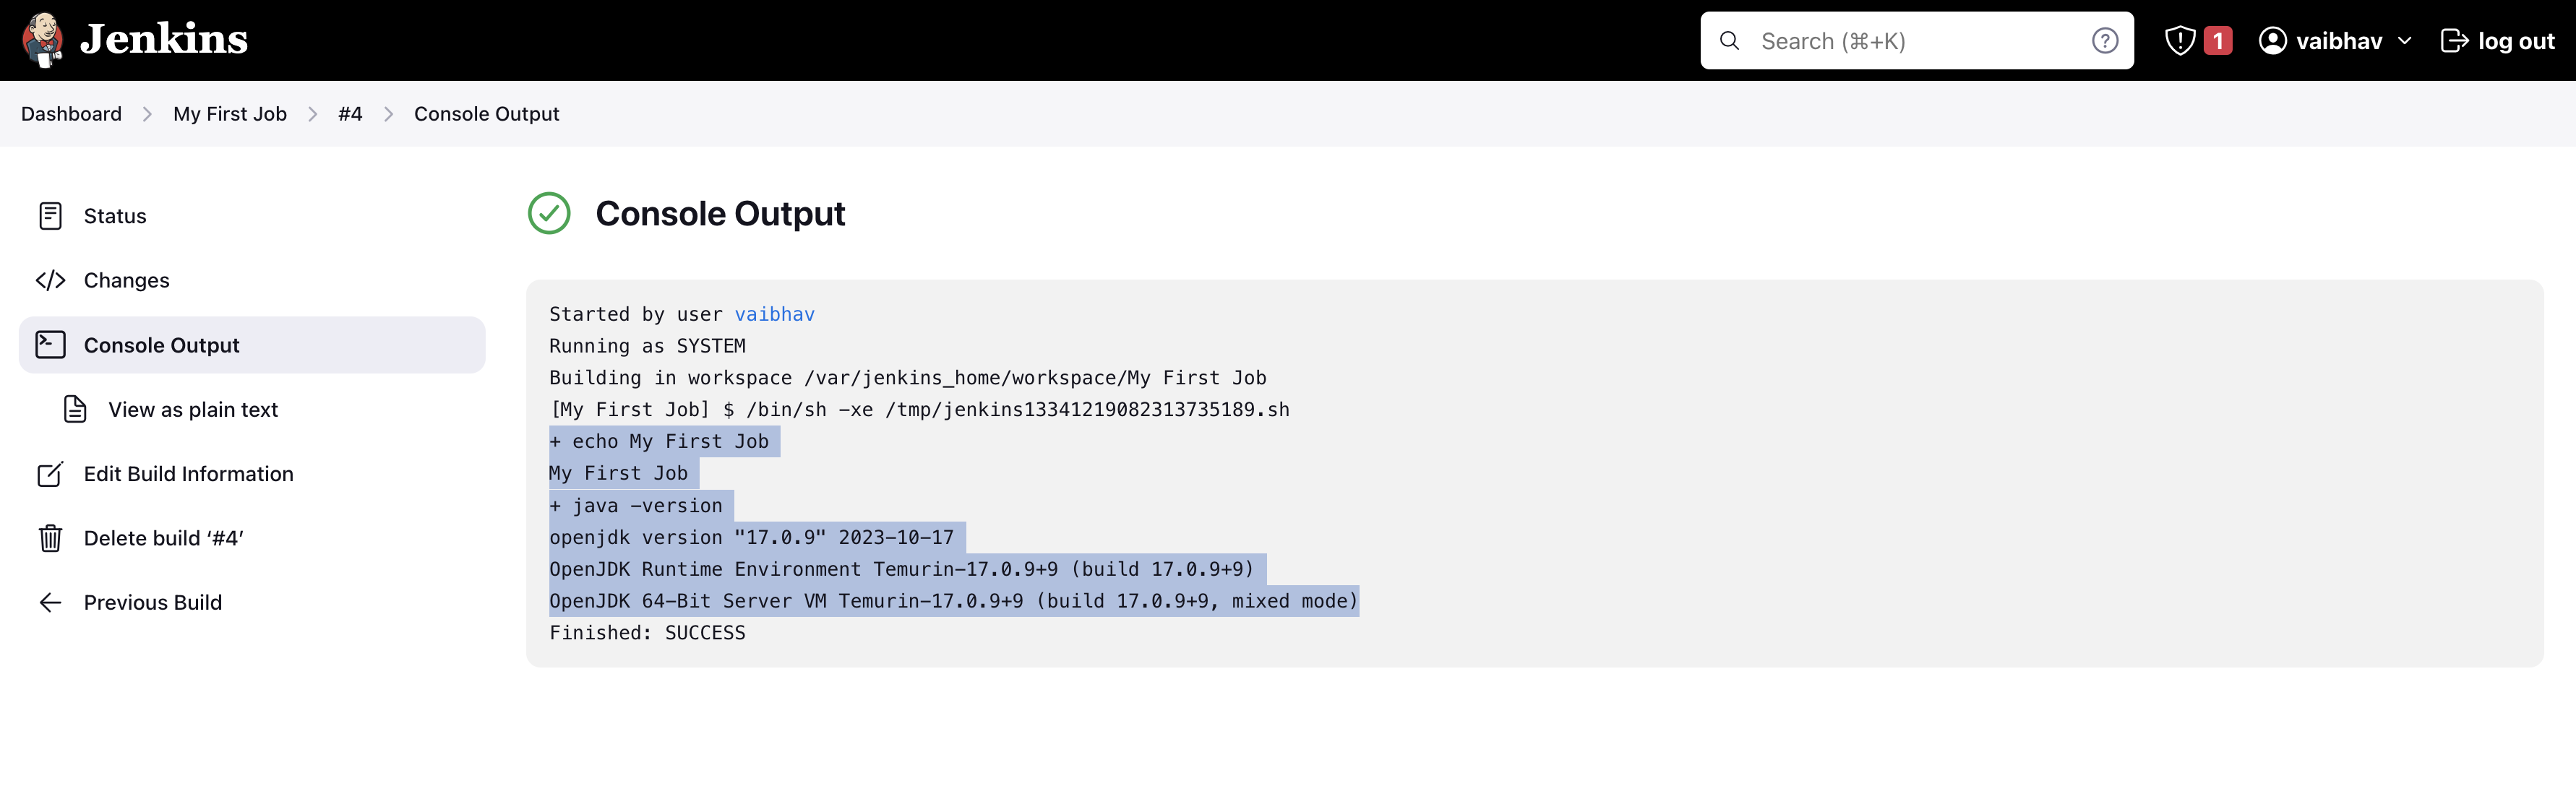 Jenkins
Search (⌘+K)
1
vaibhav
log out
Dashboard
My First Job
#4
Console Output
Status
Changes
Console Output
View as plain text
Edit Build Information
Delete build ‘#4’
Previous Build
Console Output
Started by user vaibhav
Running as SYSTEM
Building in workspace /var/jenkins_home/workspace/My First Job
[My First Job] $ /bin/sh -xe /tmp/jenkins13341219082313735189.sh
+ echo My First Job
My First Job
+ java -version
openjdk version "17.0.9" 2023-10-17
OpenJDK Runtime Environment Temurin-17.0.9+9 (build 17.0.9+9)
OpenJDK 64-Bit Server VM Temurin-17.0.9+9 (build 17.0.9+9, mixed mode)
Finished: SUCCESS